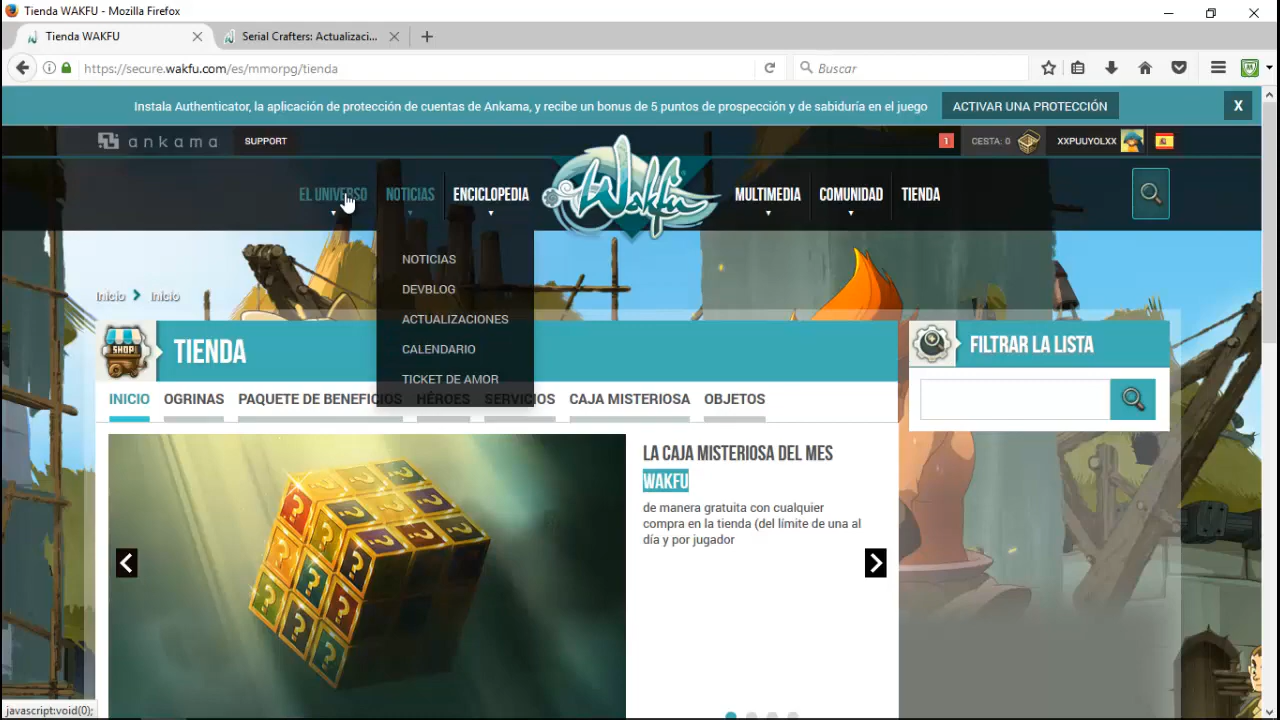 Tienda WAKFU - Mozilla Firefox
Tienda WAKFU
Serial Crafters: Actualizaci...
https://secure.wakfu.com/es/mmorpg/tienda
Buscar
Instala Authenticator, la aplicación de protección de cuentas de Ankama, y recibe un bonus de 5 puntos de prospección y de sabiduría en el juego
ACTIVAR UNA PROTECCIÓN
X
ankama
SUPPORT
1
CESTA: 0
XXPUUYOLXX
EL UNIVERSO
NOTICIAS
ENCICLOPEDIA
Wakfu
MULTIMEDIA
COMUNIDAD
TIENDA
NOTICIAS
DEVBLOG
ACTUALIZACIONES
CALENDARIO
TICKET DE AMOR
Inicio
Inicio
SHOP
TIENDA
FILTRAR LA LISTA
INICIO
OGRINAS
PAQUETE DE BENEFICIOS
HÉROES
SERVICIOS
CAJA MISTERIOSA
OBJETOS
LA CAJA MISTERIOSA DEL MES
WAKFU
de manera gratuita con cualquier
compra en la tienda (del límite de una al
día y por jugador
javascript:void(0);